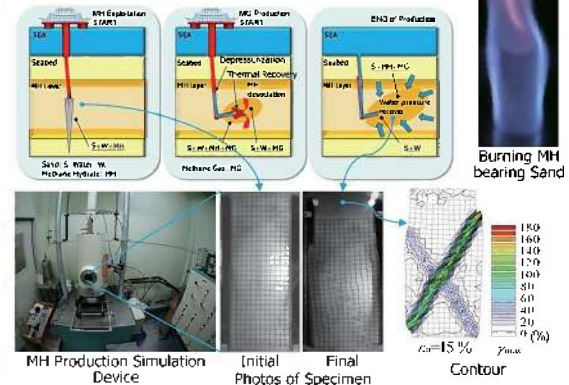 MH Exploitation
START
SEA
Seabed
MH Layer
S+W+MH
Sand: S Water: W
Methane Hydrate: MH
MG Production
START
SEA
Depressurization
Seabed
Thermal Recovery
MH Layer
MH
S+W+MH+MG
S+W+MG
Methane Gas: MG
END of Production
SEA
Seabed
S-MH-MG
MH Layer
Water pressure
S+W
Burning MH
bearing Sand
MH Production Simulation
Device
Initial
Final
Photos of Specimen
180
160
140
120
100
80
60
40
20
0 (%)
=15 %
γmax
Contour